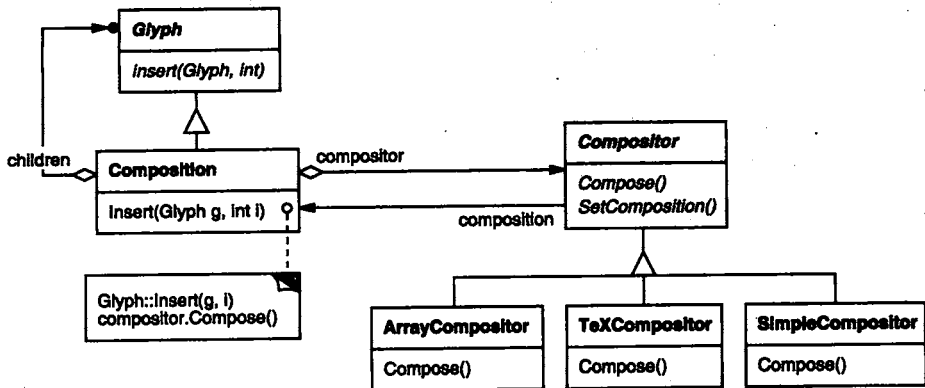 Glyph
insert(Glyph, int)
children
Composition
Insert(Glyph g, int i)
compositor
composition
Compositor
Compose()
SetComposition()
Glyph::Insert(g, i)
compositor.Compose()
ArrayCompositor
Compose()
TeXCompositor
Compose()
SimpleCompositor
Compose()